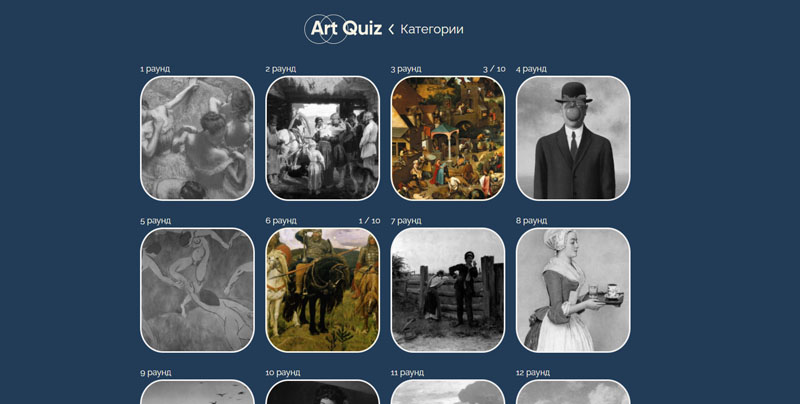 Art Quiz < Категории
1 раунд 2 раунд 3 раунд 3 / 10 4 раунд
5 раунд 6 раунд 1 / 10 7 раунд 8 раунд
9 раунд 10 раунд 11 раунд 12 раунд